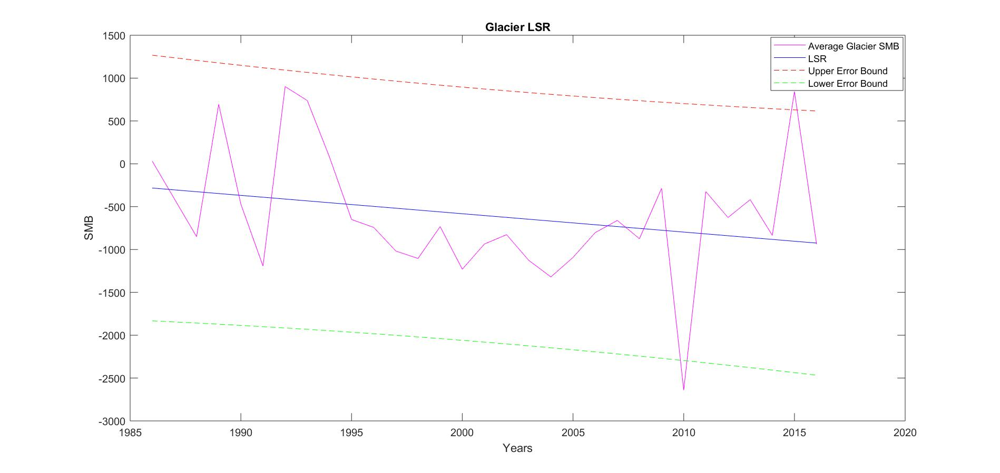 Glacier LSR
1500
1000
500
0
-500
-1000
-1500
-2000
-2500
-3000
SMB
Average Glacier SMB
LSR
Upper Error Bound
Lower Error Bound
1985 1990 1995 2000 2005 2010 2015 2020
Years